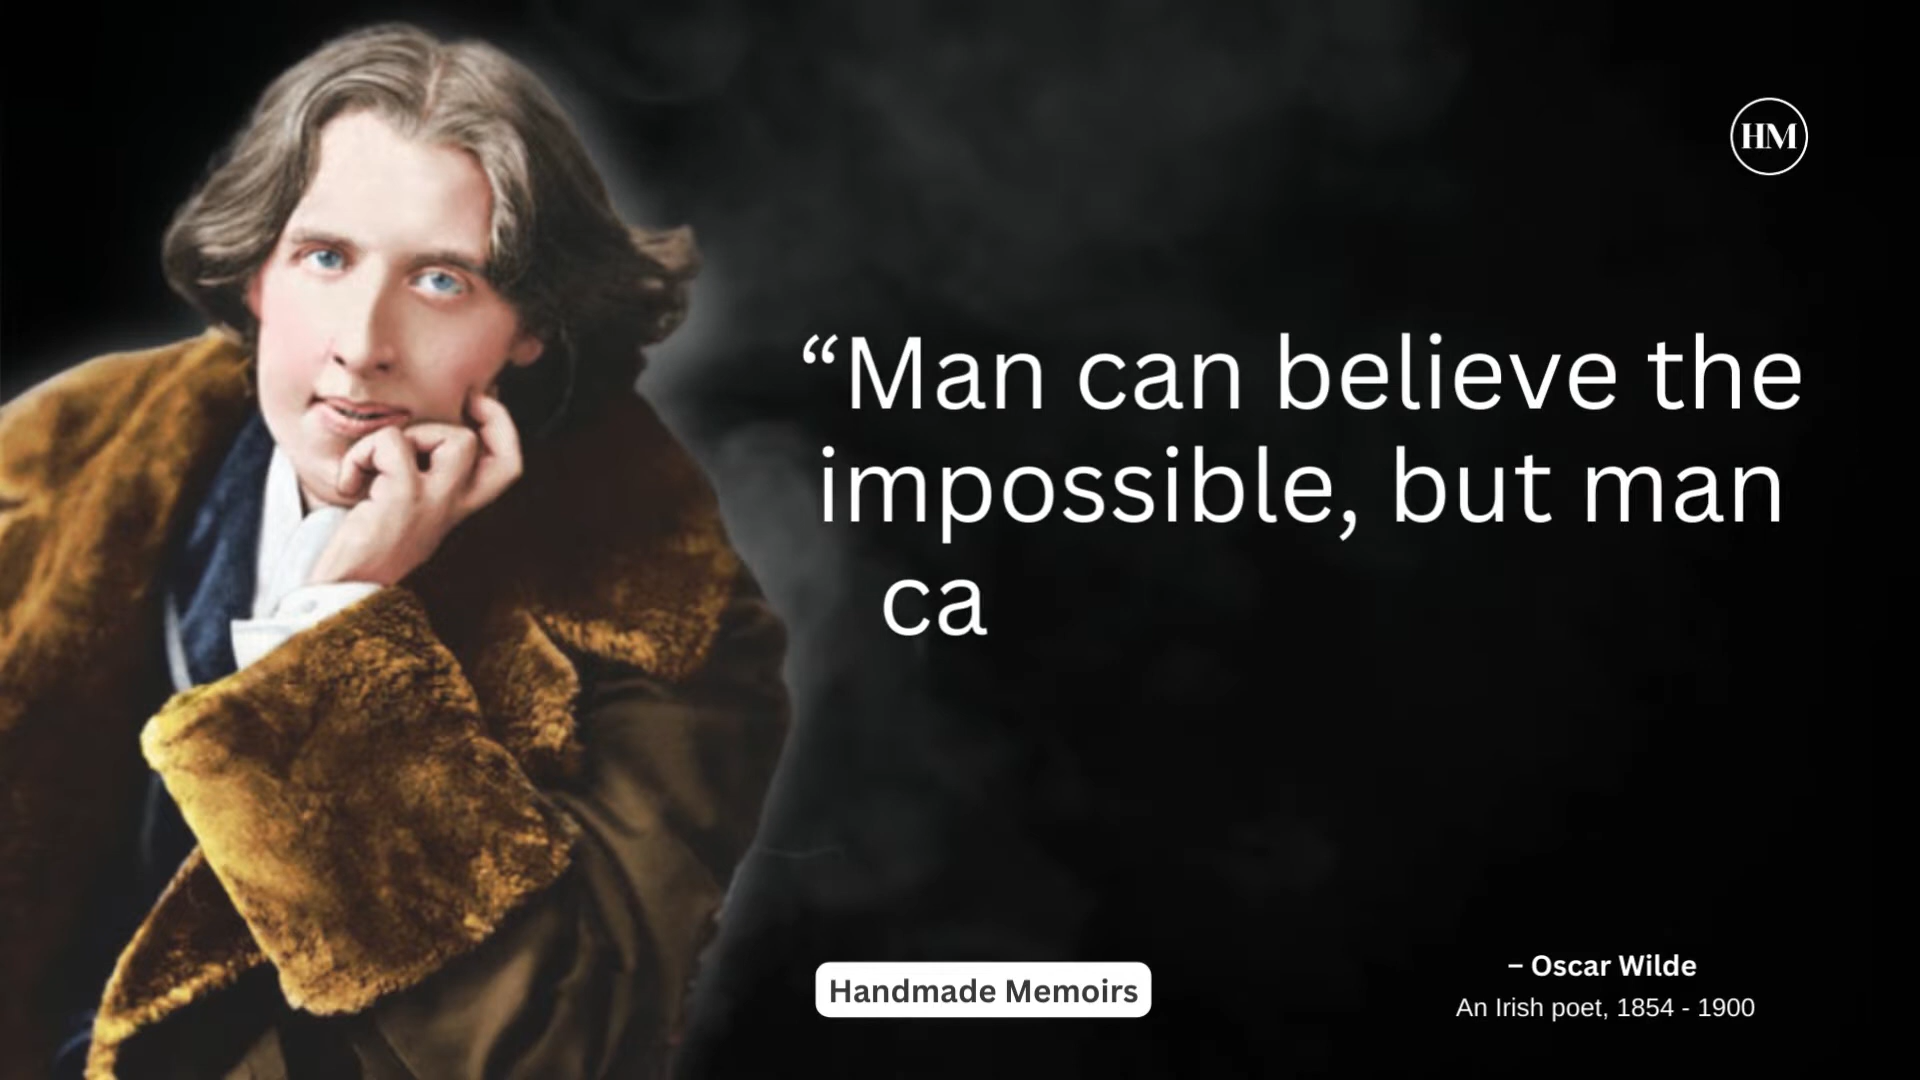 HM
“Man can believe the
impossible, but man
ca
Handmade Memoirs
– Oscar Wilde
An Irish poet, 1854 - 1900